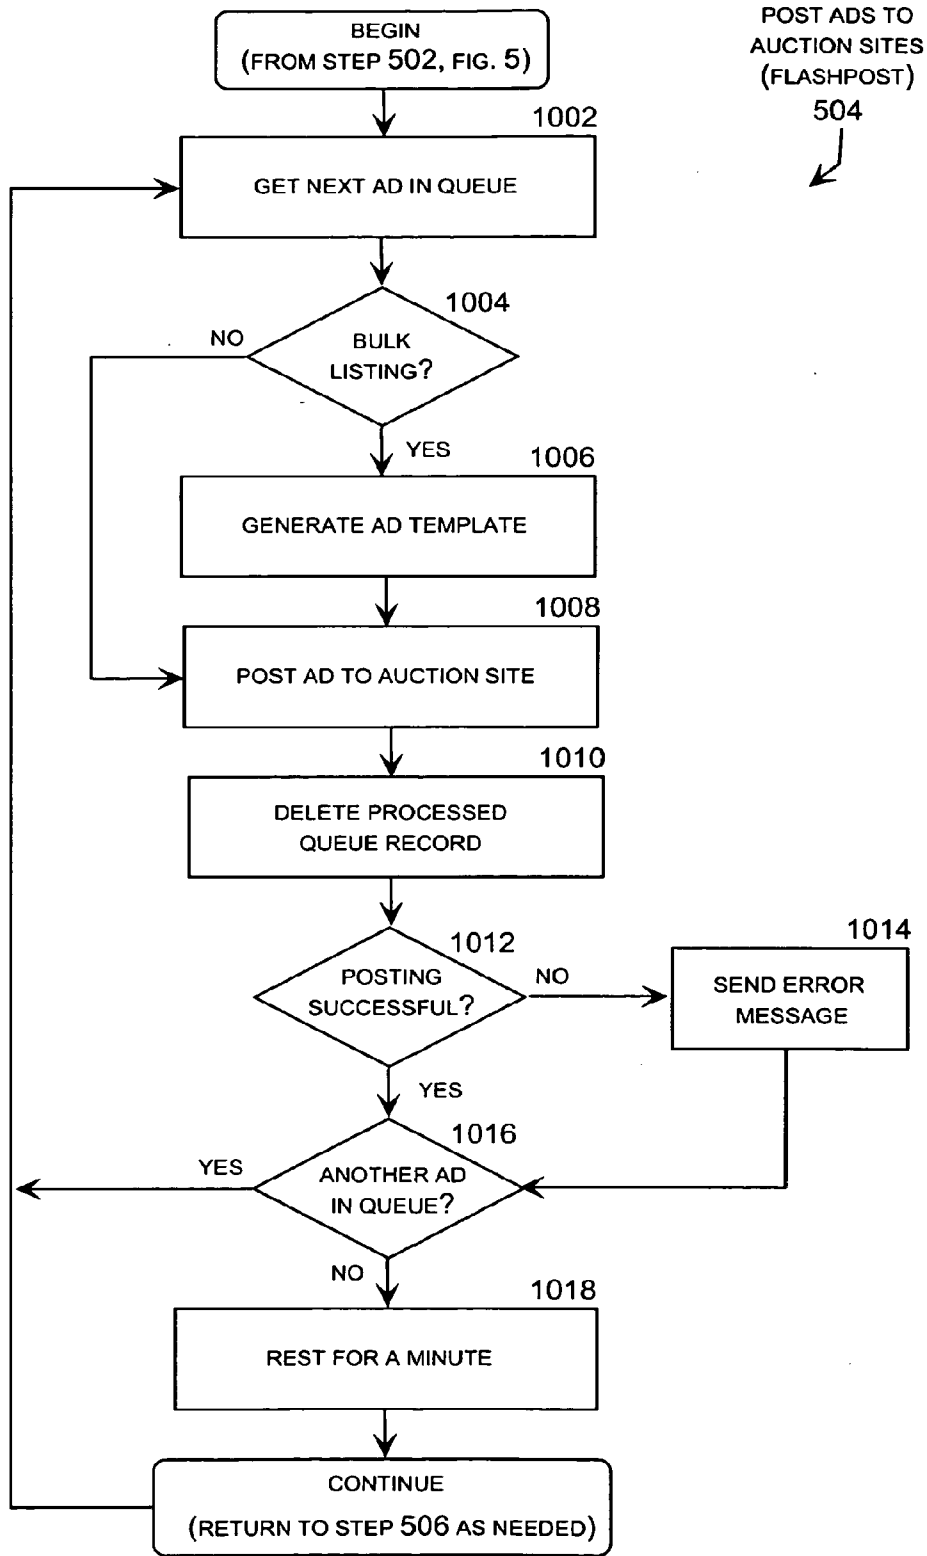 BEGIN
(FROM STEP 502, FIG. 5)
POST ADS TO
AUCTION SITES
(FLASHPOST)
504
1002
GET NEXT AD IN QUEUE
1004
NO
BULK
LISTING?
YES
1006
GENERATE AD TEMPLATE
1008
POST AD TO AUCTION SITE
1010
DELETE PROCESSED
QUEUE RECORD
1012
POSTING
SUCCESSFUL?
NO
1014
SEND ERROR
MESSAGE
YES
1016
YES
ANOTHER AD
IN QUEUE?
NO
1018
REST FOR A MINUTE
CONTINUE
(RETURN TO STEP 506 AS NEEDED)